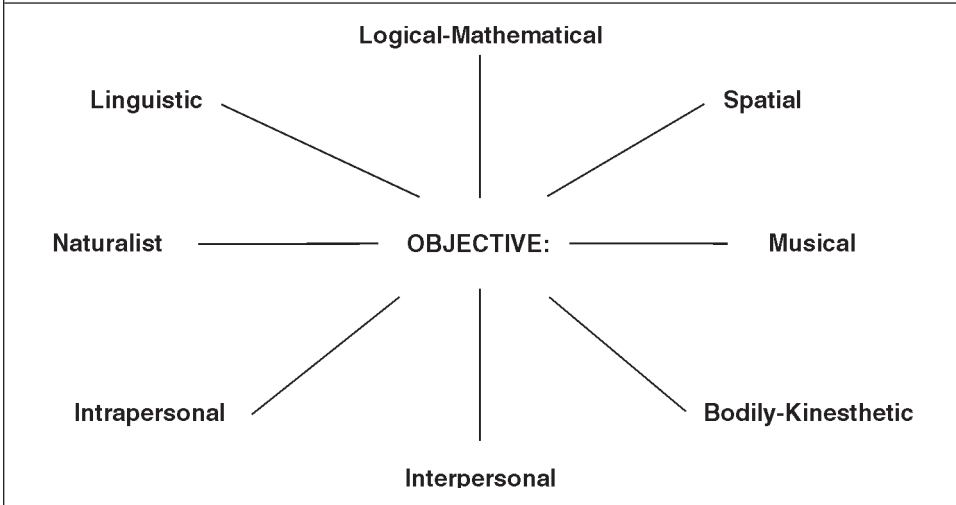 Logical-Mathematical
Linguistic
Spatial
Naturalist
OBJECTIVE:
Musical
Intrapersonal
Bodily-Kinesthetic
Interpersonal